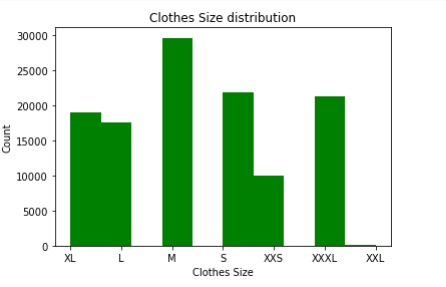 Clothes Size distribution
30000
25000
20000
15000
10000
5000
0
Count
XL L M S XXS XXXL XXL
Clothes Size